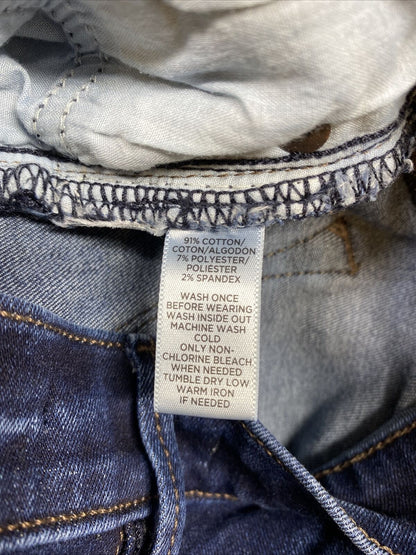 91% COTTON/
COTON/ALGODON
7% POLYESTER/
POLIÉSTER
2% SPANDEX
WASH ONCE
BEFORE WEARING
WASH INSIDE OUT
MACHINE WASH
COLD
ONLY NON-
CHLORINE BLEACH
WHEN NEEDED
TUMBLE DRY LOW
WARM IRON
IF NEEDED